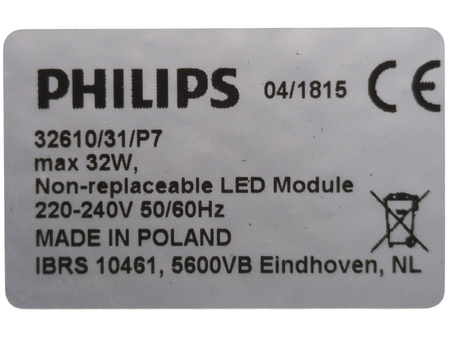 PHILIPS 04/1815 CE
32610/31/P7
max 32W,
Non-replaceable LED Module
220-240V 50/60Hz
MADE IN POLAND
IBRS 10461, 5600VB Eindhoven, NL